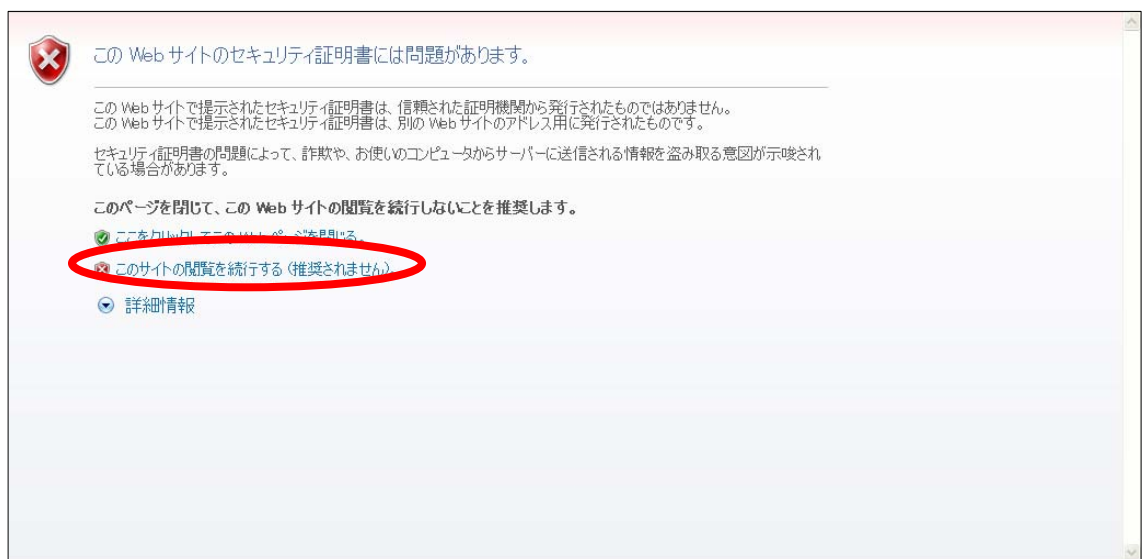 この Web サイトのセキュリティ証明書には問題があります。
この Web サイトで提示されたセキュリティ証明書は、信頼された証明機関から発行されたものではありません。
この Web サイトで提示されたセキュリティ証明書は、別の Web サイトのアドレス用に発行されたものです。
セキュリティ証明書の問題によって、詐欺や、お使いのコンピュータからサーバーに送信される情報を盗み取る意図が示唆され
ている場合があります。
このページを閉じて、この Web サイトの閲覧を続行しないことを推奨します。
ここをクリックしてこの Web ページを閉じる。
このサイトの閲覧を続行する (推奨されません)。
詳細情報